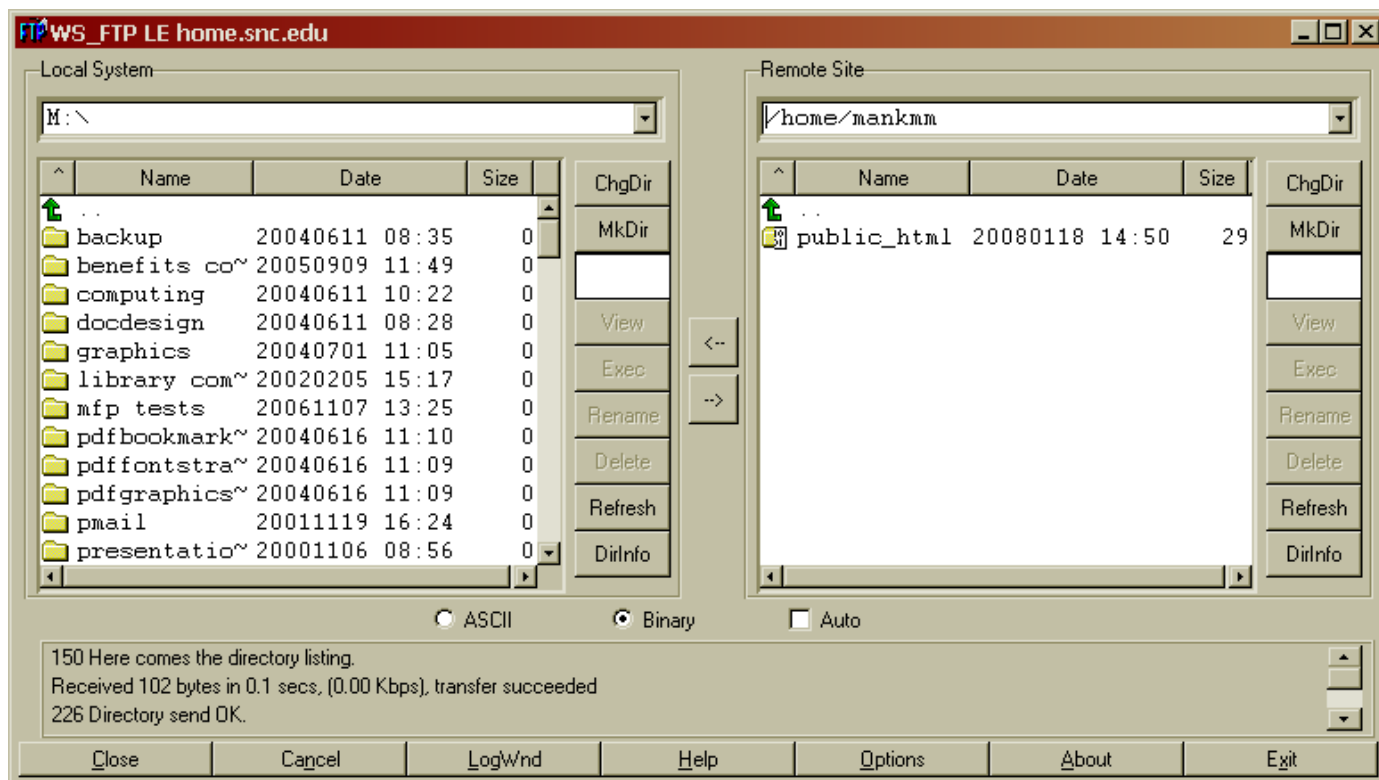 WS_FTP LE home.snc.edu
Local System
M:\
^ Name Date Size
..
backup 20040611 08:35 0
benefits co~ 20050909 11:49 0
computing 20040611 10:22 0
docdesign 20040611 08:28 0
graphics 20040701 11:05 0
library com~ 20020205 15:17 0
mfp tests 20061107 13:25 0
pdfbookmark~ 20040616 11:10 0
pdffontstra~ 20040616 11:09 0
pdfgraphics~ 20040616 11:09 0
pmail 20011119 16:24 0
presentatio~ 20001106 08:56 0
ChgDir
MkDir
View
Exec
Rename
Delete
Refresh
DirInfo
<--
-->
Remote Site
/home/mankmm
^ Name Date Size
..
public_html 20080118 14:50 29
ChgDir
MkDir
View
Exec
Rename
Delete
Refresh
DirInfo
ASCII Binary Auto
150 Here comes the directory listing.
Received 102 bytes in 0.1 secs, (0.00 Kbps), transfer succeeded
226 Directory send OK.
Close Cancel LogWnd Help Options About Exit